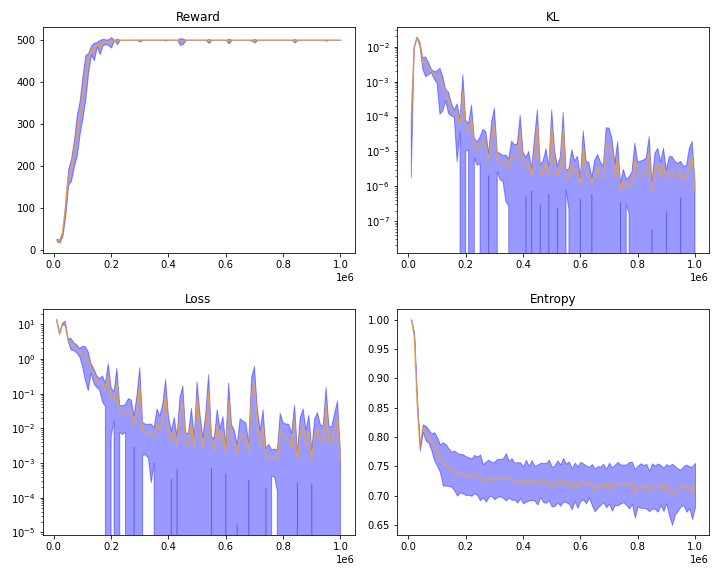 Reward
500
400
300
200
100
0
0.0 0.2 0.4 0.6 0.8 1.0
1e6
KL
10⁻²
10⁻³
10⁻⁴
10⁻⁵
10⁻⁶
10⁻⁷
0.0 0.2 0.4 0.6 0.8 1.0
1e6
Loss
10¹
10⁰
10⁻¹
10⁻²
10⁻³
10⁻⁴
10⁻⁵
0.0 0.2 0.4 0.6 0.8 1.0
1e6
Entropy
1.00
0.95
0.90
0.85
0.80
0.75
0.70
0.65
0.0 0.2 0.4 0.6 0.8 1.0
1e6